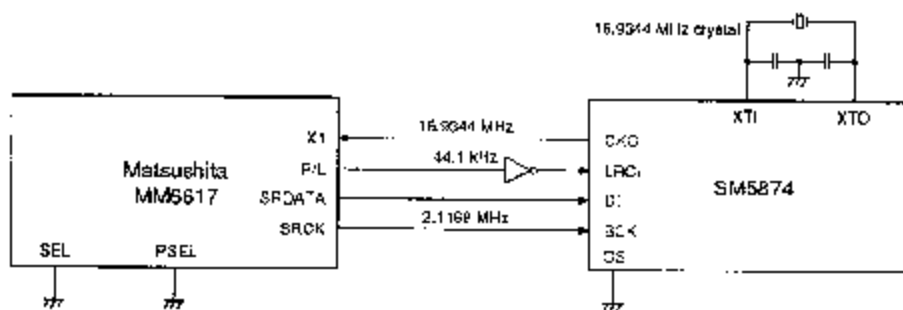 16.9344 MHz crystal
XTI
XTO
X1
16.9344 MHz
CKO
Matsushita
MM6617
R/L
44.1 kHz
LRCI
SM5874
SRDATA
DI
SRCK
2.1168 MHz
BCK
SEL
PSEL